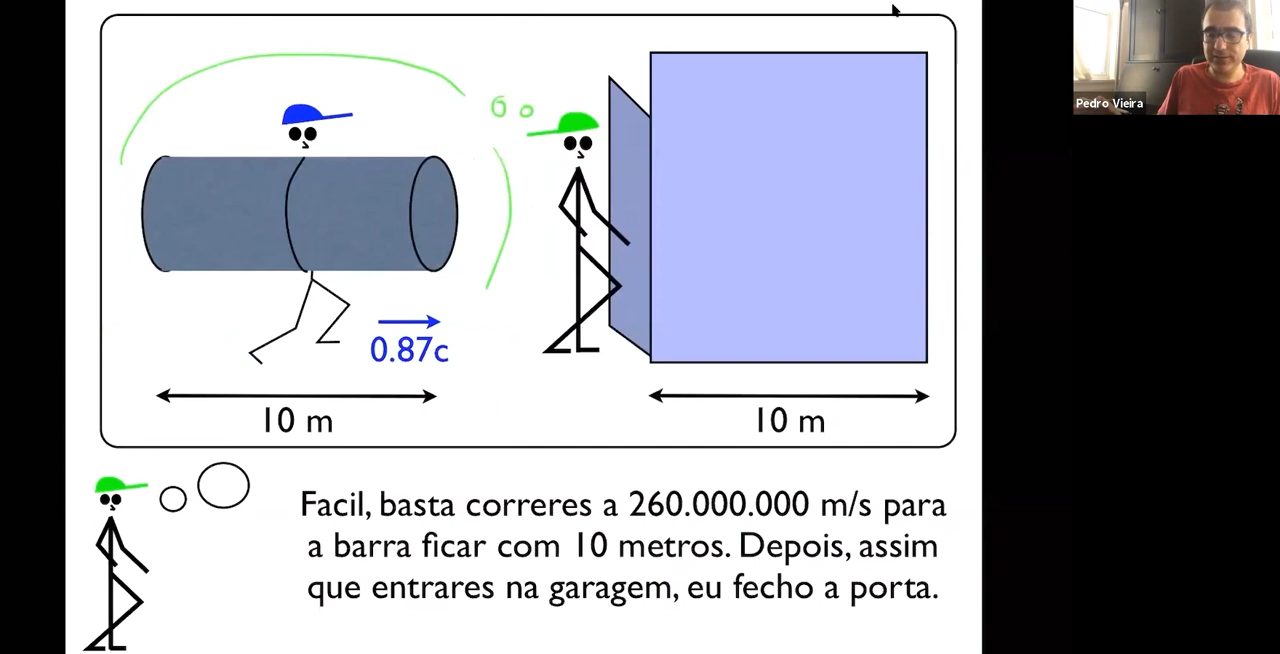 Pedro Vieira
0.87c
10 m
10 m
Facil, basta correres a 260.000.000 m/s para
a barra ficar com 10 metros. Depois, assim
que entrares na garagem, eu fecho a porta.